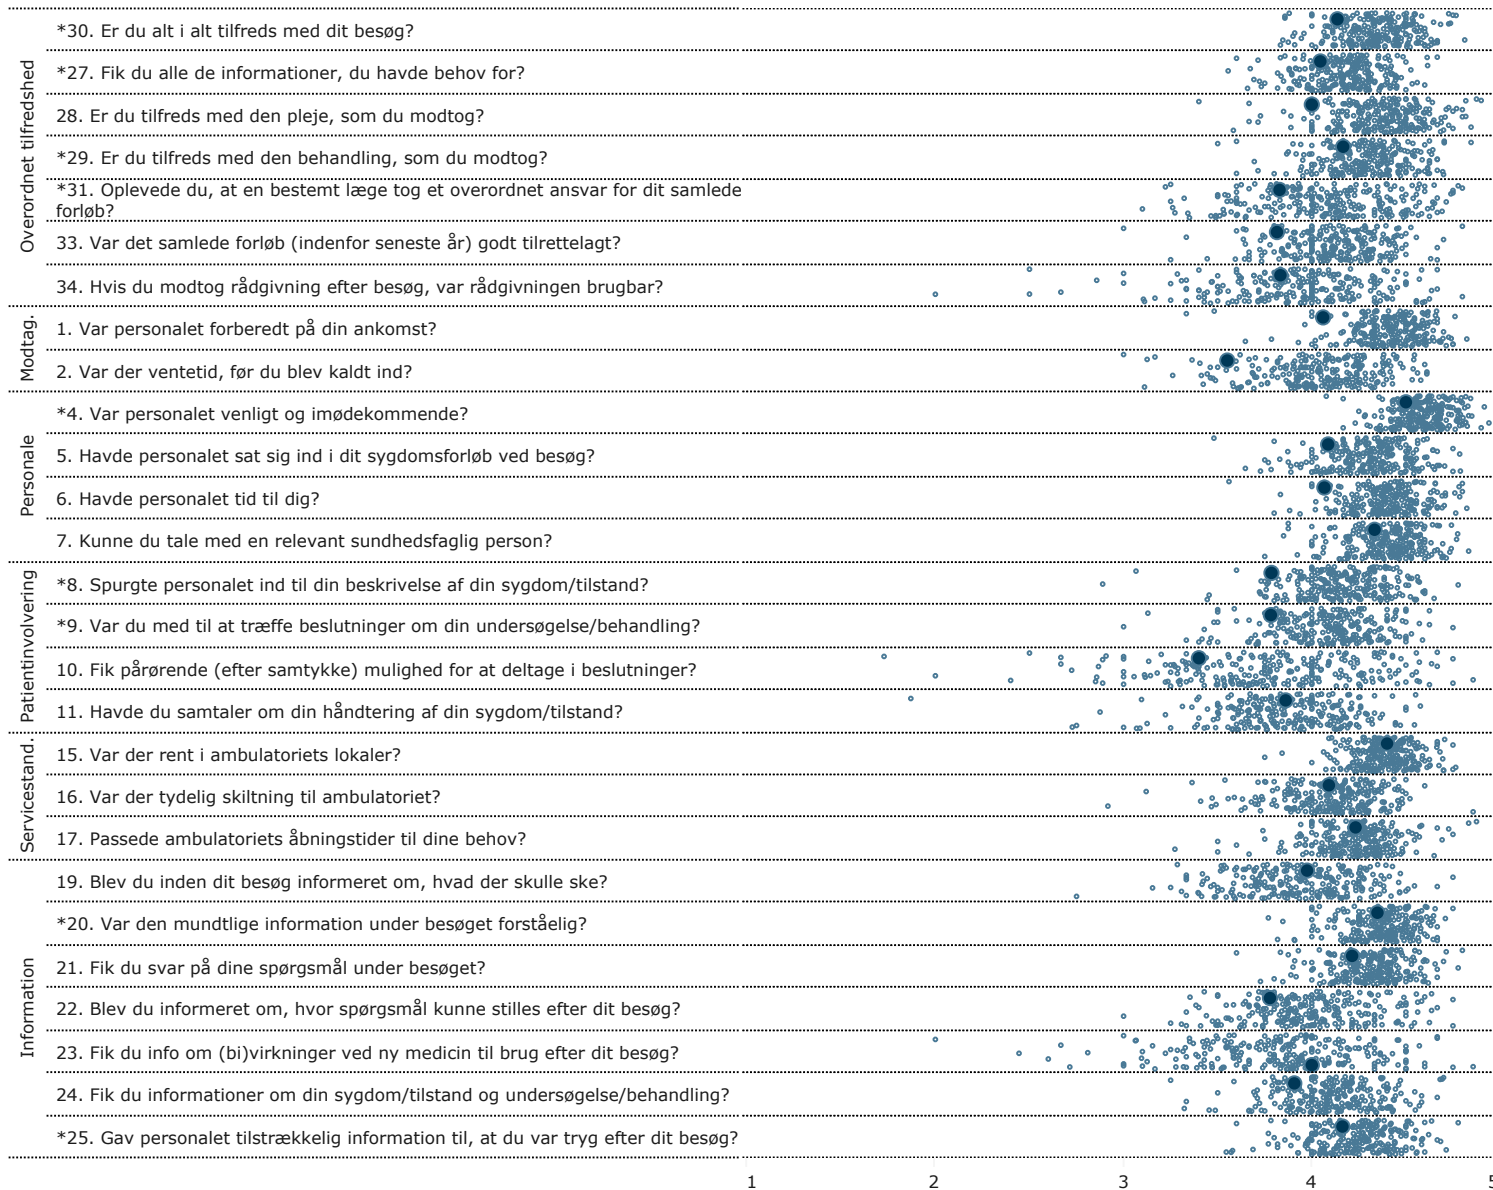 Overordnet tilfredshed
*30. Er du alt i alt tilfreds med dit besøg?
*27. Fik du alle de informationer, du havde behov for?
28. Er du tilfreds med den pleje, som du modtog?
*29. Er du tilfreds med den behandling, som du modtog?
*31. Oplevede du, at en bestemt læge tog et overordnet ansvar for dit samlede
forløb?
33. Var det samlede forløb (indenfor seneste år) godt tilrettelagt?
34. Hvis du modtog rådgivning efter besøg, var rådgivningen brugbar?
Modtag.
1. Var personalet forberedt på din ankomst?
2. Var der ventetid, før du blev kaldt ind?
Personale
*4. Var personalet venligt og imødekommende?
5. Havde personalet sat sig ind i dit sygdomsforløb ved besøg?
6. Havde personalet tid til dig?
7. Kunne du tale med en relevant sundhedsfaglig person?
Patientinvolvering
*8. Spurgte personalet ind til din beskrivelse af din sygdom/tilstand?
*9. Var du med til at træffe beslutninger om din undersøgelse/behandling?
10. Fik pårørende (efter samtykke) mulighed for at deltage i beslutninger?
11. Havde du samtaler om din håndtering af din sygdom/tilstand?
Servicestand.
15. Var der rent i ambulatoriets lokaler?
16. Var der tydelig skiltning til ambulatoriet?
17. Passede ambulatoriets åbningstider til dine behov?
Information
19. Blev du inden dit besøg informeret om, hvad der skulle ske?
*20. Var den mundtlige information under besøget forståelig?
21. Fik du svar på dine spørgsmål under besøget?
22. Blev du informeret om, hvor spørgsmål kunne stilles efter dit besøg?
23. Fik du info om (bi)virkninger ved ny medicin til brug efter dit besøg?
24. Fik du informationer om din sygdom/tilstand og undersøgelse/behandling?
*25. Gav personalet tilstrækkelig information til, at du var tryg efter dit besøg?
1 2 3 4 5